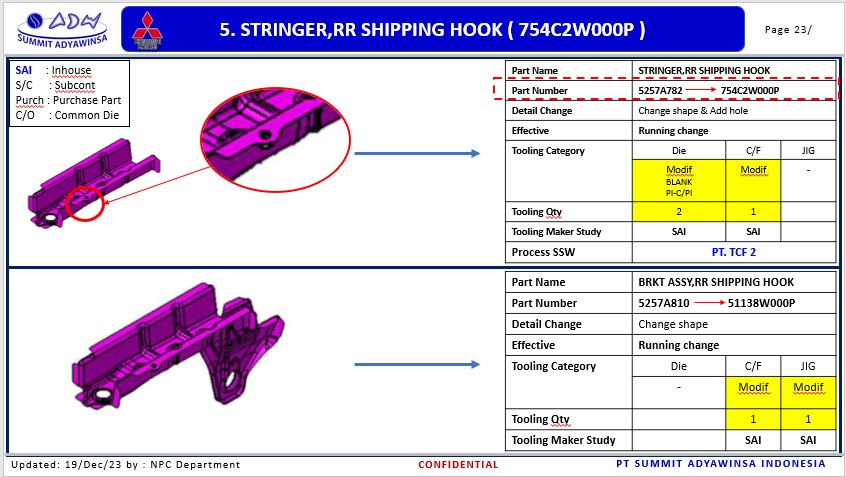 ADW
SUMMIT ADYAWINSA
MITSUBISHI
MOTORS
5. STRINGER,RR SHIPPING HOOK ( 754C2W000P )
Page 23/
SAI : Inhouse
S/C : Subcont
Purch : Purchase Part
C/O : Common Die
Part Name STRINGER,RR SHIPPING HOOK
Part Number 5257A782 → 754C2W000P
Detail Change Change shape & Add hole
Effective Running change
Tooling Category Die C/F JIG
Modif Modif -
BLANK
PI-C/PI
Tooling Qty 2 1
Tooling Maker Study SAI SAI
Process SSW PT. TCF 2
Part Name BRKT ASSY,RR SHIPPING HOOK
Part Number 5257A810 → 51138W000P
Detail Change Change shape
Effective Running change
Tooling Category Die C/F JIG
- Modif Modif
Tooling Qty 1 1
Tooling Maker Study SAI SAI
Updated: 19/Dec/23 by : NPC Department
CONFIDENTIAL
PT SUMMIT ADYAWINSA INDONESIA